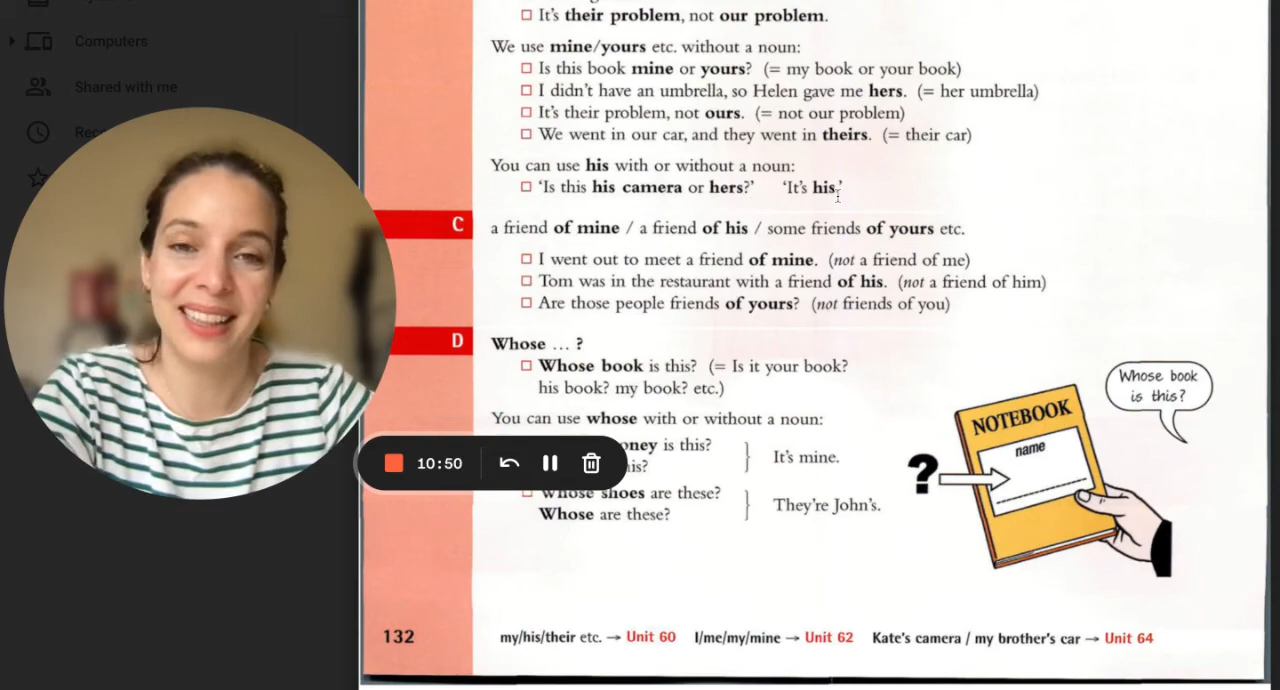 Computers
Shared with me
It's their problem, not our problem.
We use mine/yours etc. without a noun:
Is this book mine or yours? (= my book or your book)
I didn't have an umbrella, so Helen gave me hers. (= her umbrella)
It's their problem, not ours. (= not our problem)
We went in our car, and they went in theirs. (= their car)
You can use his with or without a noun:
'Is this his camera or hers?' 'It's his.'
C
a friend of mine / a friend of his / some friends of yours etc.
I went out to meet a friend of mine. (not a friend of me)
Tom was in the restaurant with a friend of his. (not a friend of him)
Are those people friends of yours? (not friends of you)
D
Whose ... ?
Whose book is this? (= Is it your book?
his book? my book? etc.)
You can use whose with or without a noun:
is this?
It's mine.
Whose shoes are these?
Whose are these?
They're John's.
10:50
Whose book
is this?
NOTEBOOK
name
?
132
my/his/their etc. → Unit 60 I/me/my/mine → Unit 62 Kate's camera / my brother's car → Unit 64